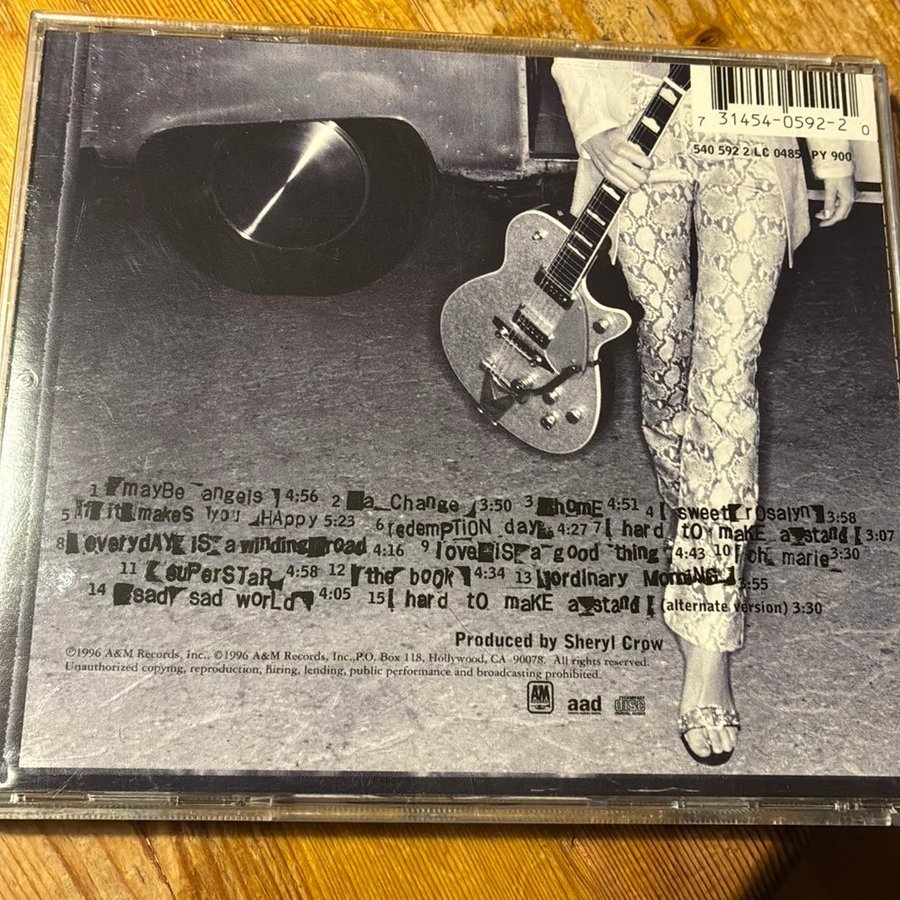 7 31454-0592-2 0
540 592 2 LC 0485 PY 900
1 mayBe angels 4:56 2 a Change 3:50 3 homE 4:51 4 sweet rosalyn 3:58
5 if it makes you HAppy 5:23 6 redempTION day 4:27 7 hard to makE a stand 3:07
8 everydAY IS a winding road 4:16 9 love IS a good thing 4:43 10 oh marie 3:30
11 suPerSTaR 4:58 12 the book 4:34 13 ordinary MorniNG 3:55
14 sad sad world 4:05 15 hard to maKE a stand (alternate version) 3:30
Produced by Sheryl Crow
℗1996 A&M Records, Inc., ©1996 A&M Records, Inc., P.O. Box 118, Hollywood, CA 90078. All rights reserved.
Unauthorized copying, reproduction, hiring, lending, public performance and broadcasting prohibited.
A&M aad COMPACT disc DIGITAL AUDIO